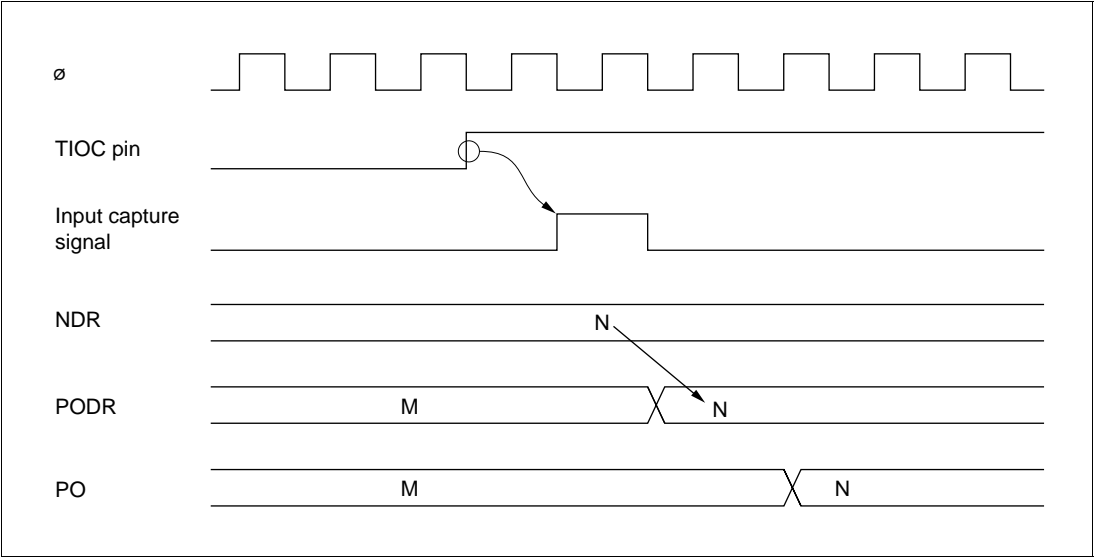 ø
TIOC pin
Input capture
signal
NDR
N
PODR
M
N
PO
M
N